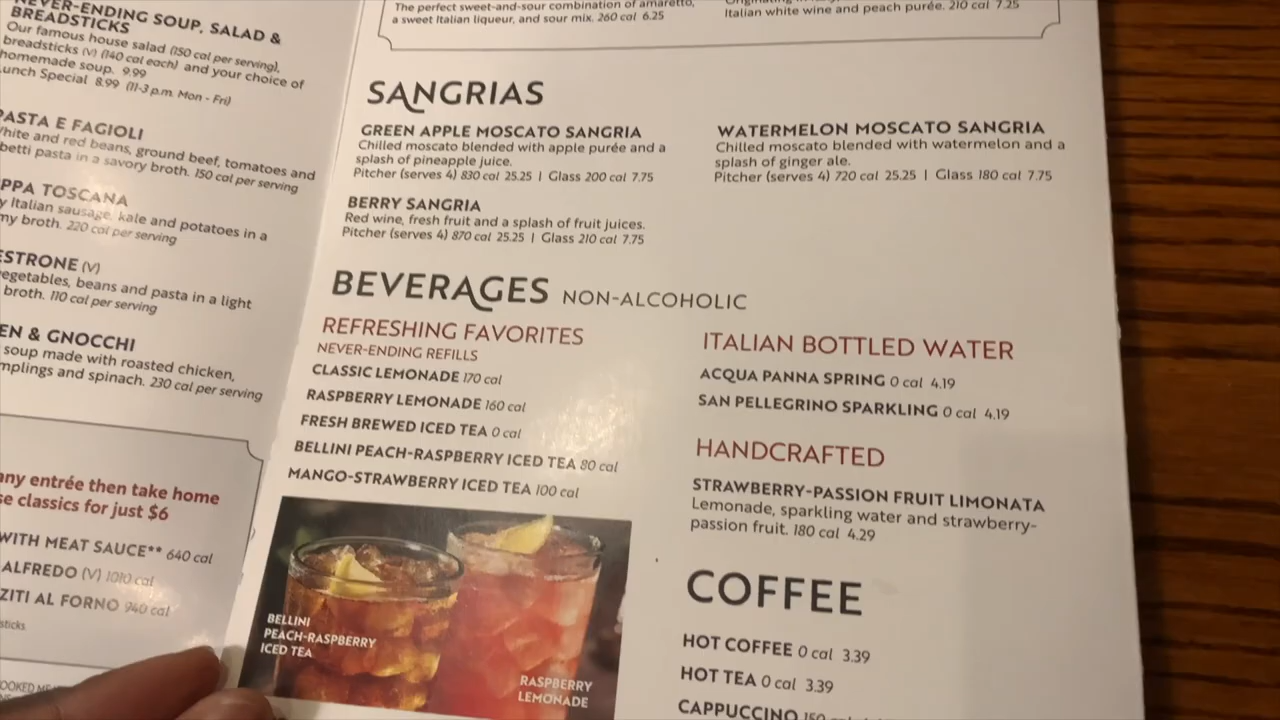 NEVER-ENDING SOUP, SALAD &
BREADSTICKS
Our famous house salad (150 cal per serving),
breadsticks (V) (140 cal each) and your choice of
homemade soup. 9.99
Lunch Special 8.99 (11-3 p.m. Mon - Fri)
PASTA E FAGIOLI
White and red beans, ground beef, tomatoes and
betti pasta in a savory broth. 150 cal per serving
PPA TOSCANA
y Italian sausage, kale and potatoes in a
my broth. 220 cal per serving
ESTRONE (V)
egetables, beans and pasta in a light
broth. 110 cal per serving
EN & GNOCCHI
soup made with roasted chicken,
mplings and spinach. 230 cal per serving
any entrée then take home
se classics for just $6
WITH MEAT SAUCE** 640 cal
ALFREDO (V) 1010 cal
ZITI AL FORNO 940 cal
sticks.
The perfect sweet-and-sour combination of amaretto,
a sweet Italian liqueur, and sour mix. 260 cal 6.25
Italian white wine and peach purée. 210 cal 7.25
SANGRIAS
GREEN APPLE MOSCATO SANGRIA
Chilled moscato blended with apple purée and a
splash of pineapple juice.
Pitcher (serves 4) 830 cal 25.25 | Glass 200 cal 7.75
WATERMELON MOSCATO SANGRIA
Chilled moscato blended with watermelon and a
splash of ginger ale.
Pitcher (serves 4) 720 cal 25.25 | Glass 180 cal 7.75
BERRY SANGRIA
Red wine, fresh fruit and a splash of fruit juices.
Pitcher (serves 4) 870 cal 25.25 | Glass 210 cal 7.75
BEVERAGES NON-ALCOHOLIC
REFRESHING FAVORITES
NEVER-ENDING REFILLS
CLASSIC LEMONADE 170 cal
RASPBERRY LEMONADE 160 cal
FRESH BREWED ICED TEA 0 cal
BELLINI PEACH-RASPBERRY ICED TEA 80 cal
MANGO-STRAWBERRY ICED TEA 100 cal
BELLINI
PEACH-RASPBERRY
ICED TEA
RASPBERRY
LEMONADE
ITALIAN BOTTLED WATER
ACQUA PANNA SPRING 0 cal 4.19
SAN PELLEGRINO SPARKLING 0 cal 4.19
HANDCRAFTED
STRAWBERRY-PASSION FRUIT LIMONATA
Lemonade, sparkling water and strawberry-
passion fruit. 180 cal 4.29
COFFEE
HOT COFFEE 0 cal 3.39
HOT TEA 0 cal 3.39
CAPPUCCINO